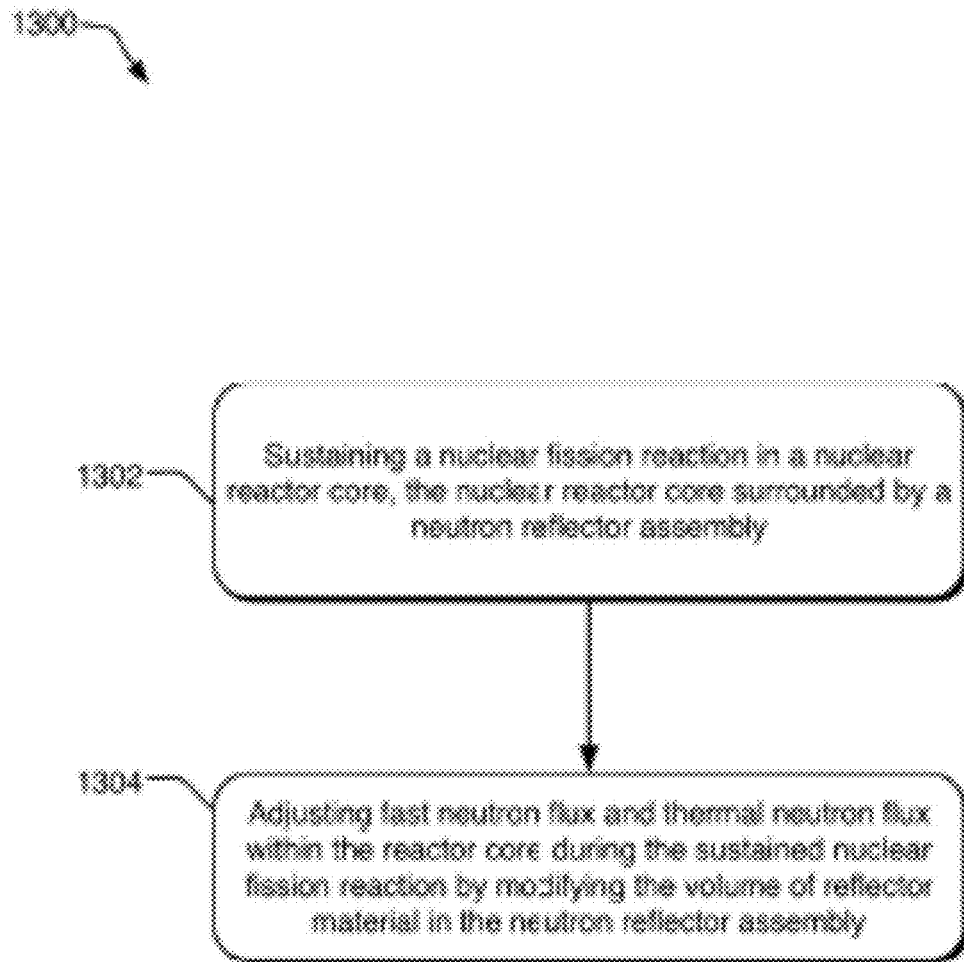 1300
1302
Sustaining a nuclear fission reaction in a nuclear
reactor core, the nuclear reactor core surrounded by a
neutron reflector assembly
1304
Adjusting fast neutron flux and thermal neutron flux
within the reactor core during the sustained nuclear
fission reaction by modifying the volume of reflector
material in the neutron reflector assembly